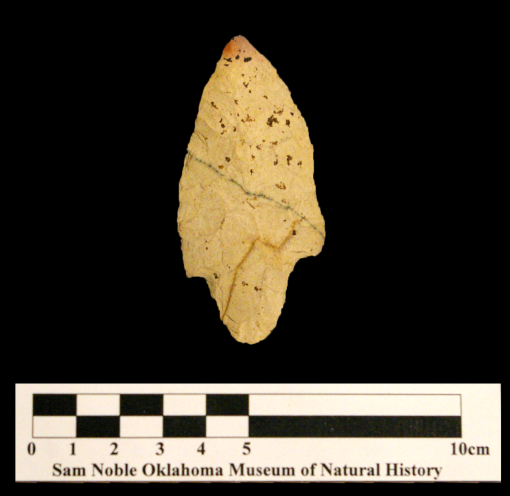 0 1 2 3 4 5 10cm
Sam Noble Oklahoma Museum of Natural History